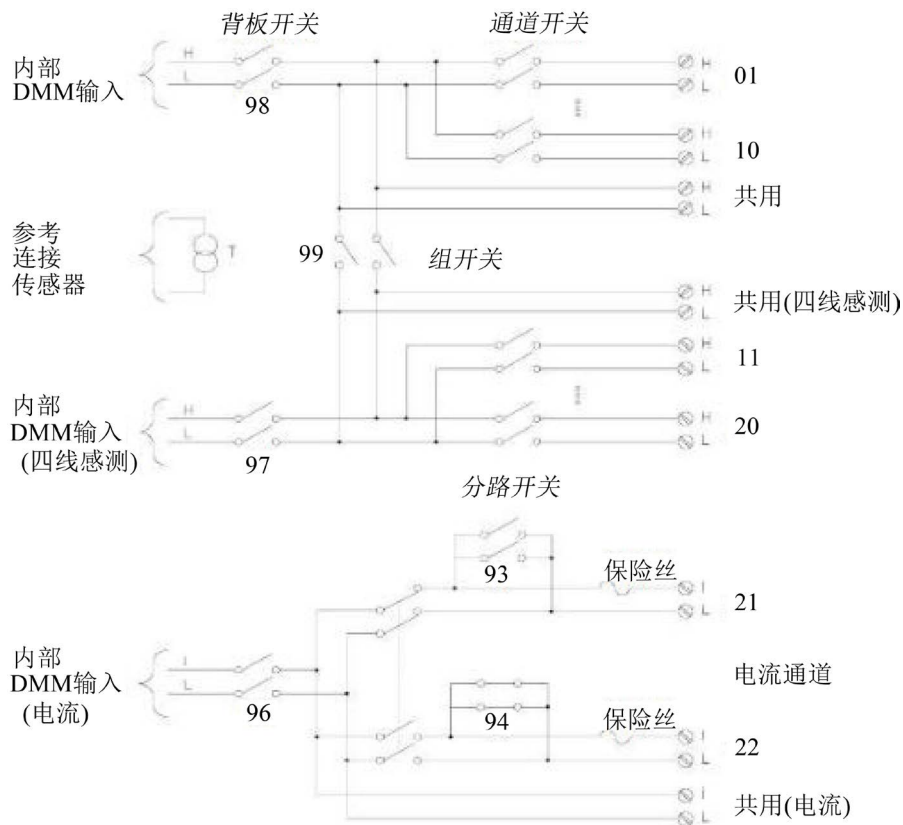 背板开关
通道开关
内部
DMM输入
H
L
98
H
L
01
H
L
10
H
L
共用
参考
连接
传感器
T
99
组开关
H
L
共用(四线感测)
H
L
11
内部
DMM输入
(四线感测)
H
L
97
H
L
20
分路开关
93
保险丝
I
L
21
内部
DMM输入
(电流)
I
L
96
电流通道
94
保险丝
I
L
22
I
L
共用(电流)